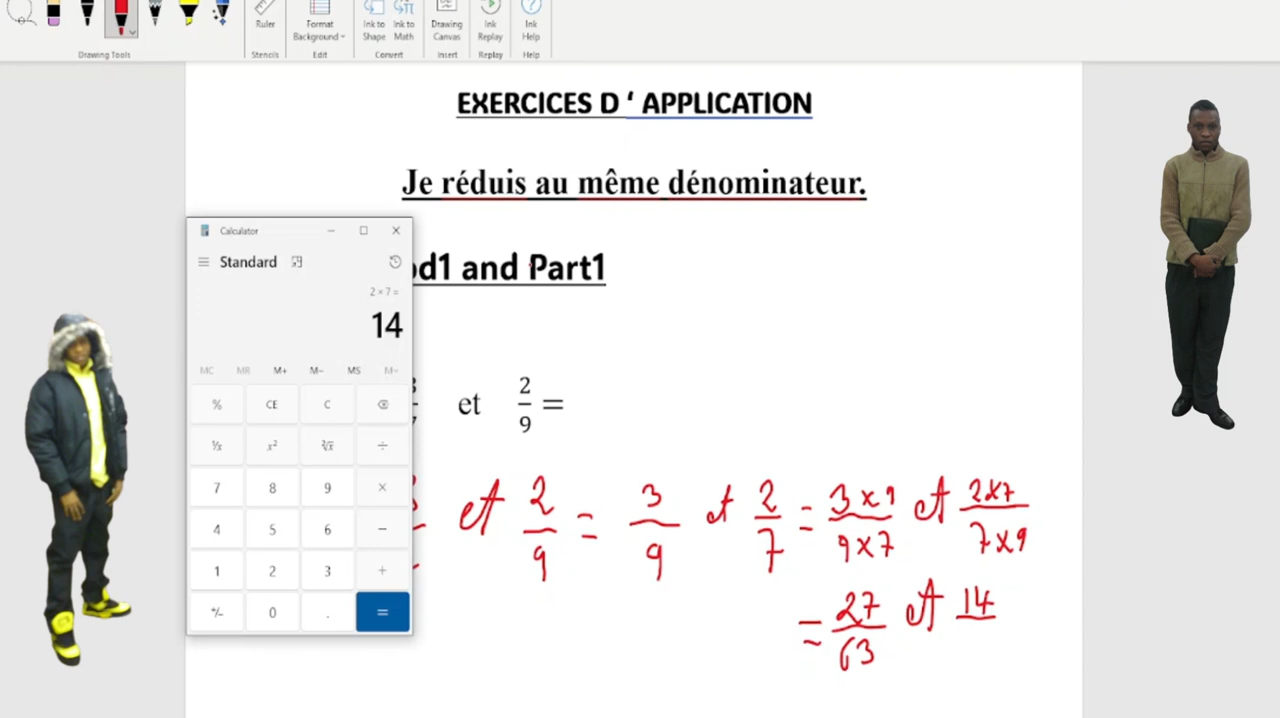 Ruler
Format Background
Ink to Shape
Ink to Math
Drawing Canvas
Ink Replay
Ink Help
Drawing Tools
Stencils
Edit
Convert
Insert
Replay
Help
EXERCICES D ‘ APPLICATION
Je réduis au même dénominateur.
Calculator
Standard
od1 and Part1
2 × 7 =
14
MC MR M+ M− MS M˅
% CE C
et 2/9 =
¹/x x² ²√x ÷
7 8 9 ×
4 5 6 −
1 2 3 +
+/− 0 . =
et 2/9 = 3/9 et 2/7 = 3×9/9×7 et 2×7/7×9
= 27/63 et 14